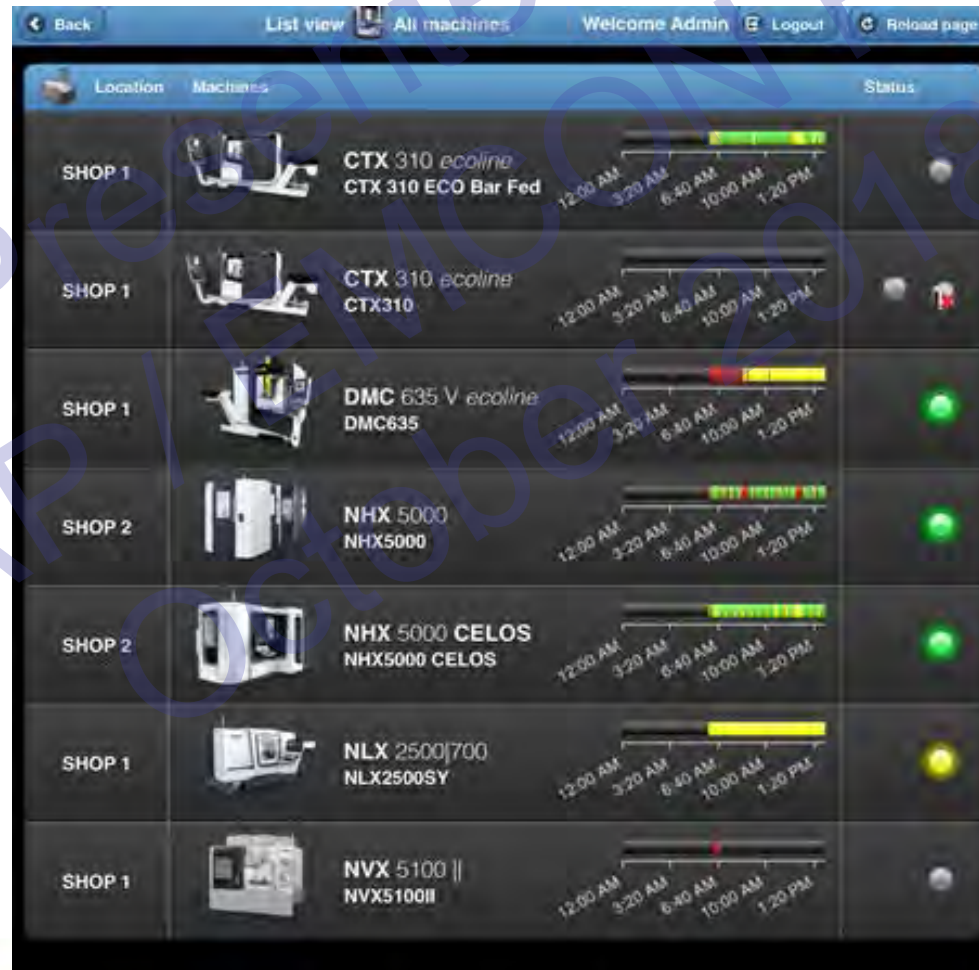 Back List view All machines Welcome Admin Logout Reload page
Location Machines Status
SHOP 1
CTX 310 ecoline
CTX 310 ECO Bar Fed
12:00 AM 3:20 AM 6:40 AM 10:00 AM 1:20 PM
SHOP 1
CTX 310 ecoline
CTX310
12:00 AM 3:20 AM 6:40 AM 10:00 AM 1:20 PM
SHOP 1
DMC 635 V ecoline
DMC635
12:00 AM 3:20 AM 6:40 AM 10:00 AM 1:20 PM
SHOP 2
NHX 5000
NHX5000
12:00 AM 3:20 AM 6:40 AM 10:00 AM 1:20 PM
SHOP 2
NHX 5000 CELOS
NHX5000 CELOS
12:00 AM 3:20 AM 6:40 AM 10:00 AM 1:20 PM
SHOP 1
NLX 2500|700
NLX2500SY
12:00 AM 3:20 AM 6:40 AM 10:00 AM 1:20 PM
SHOP 1
NVX 5100 ||
NVX5100II
12:00 AM 3:20 AM 6:40 AM 10:00 AM 1:20 PM
October 2018